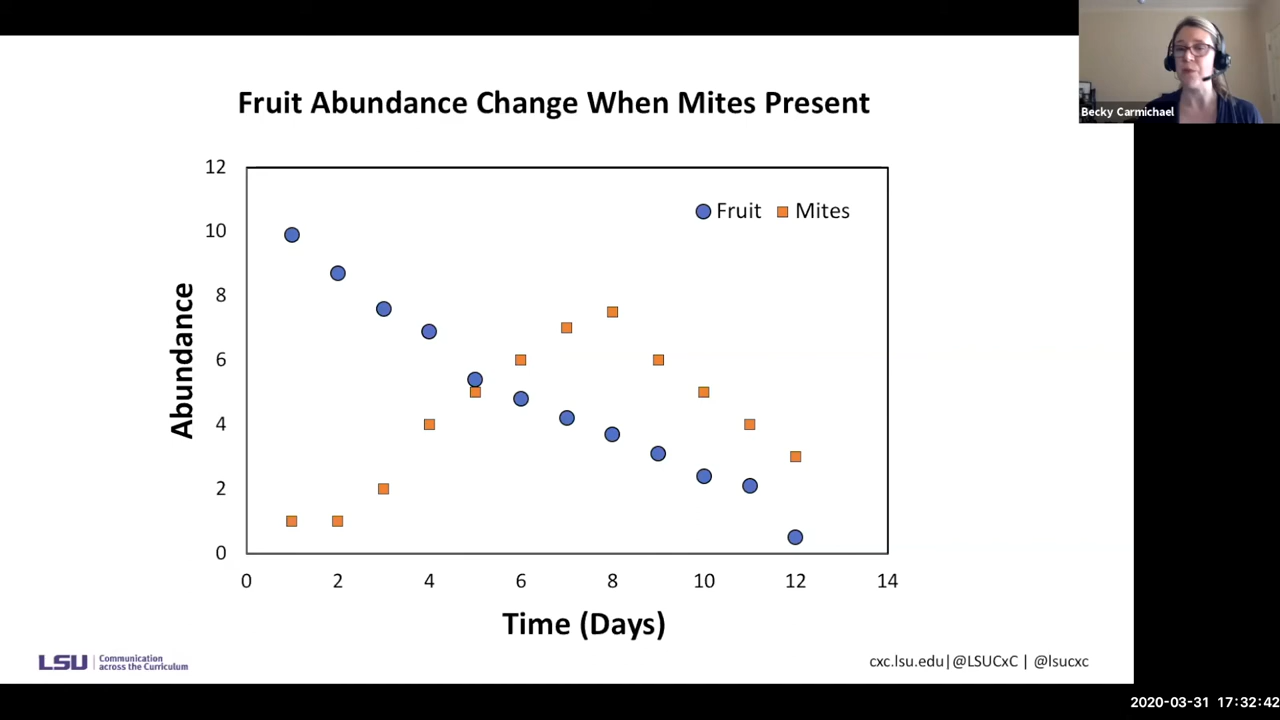 Becky Carmichael
Fruit Abundance Change When Mites Present
12
10
8
6
4
2
0
Abundance
Fruit Mites
0 2 4 6 8 10 12 14
Time (Days)
LSU Communication
across the Curriculum
cxc.lsu.edu|@LSUCxC | @lsucxc
2020-03-31 17:32:42